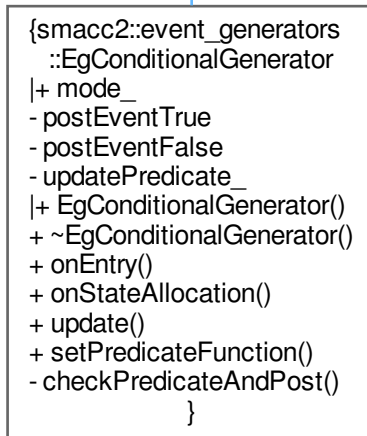 {smacc2::event_generators
::EgConditionalGenerator
|+ mode_
- postEventTrue
- postEventFalse
- updatePredicate_
|+ EgConditionalGenerator()
+ ~EgConditionalGenerator()
+ onEntry()
+ onStateAllocation()
+ update()
+ setPredicateFunction()
- checkPredicateAndPost()
}